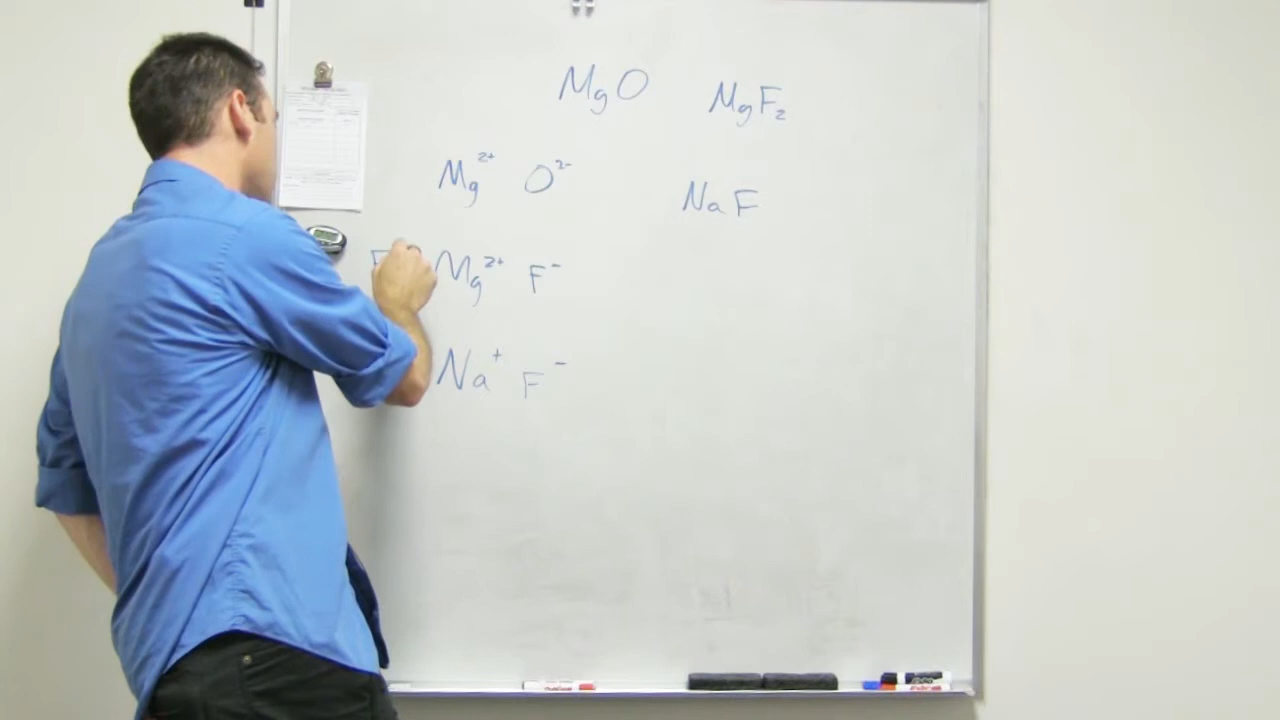 MgO MgF2
Mg2+ O2-
NaF
F Mg2+ F-
Na+ F-